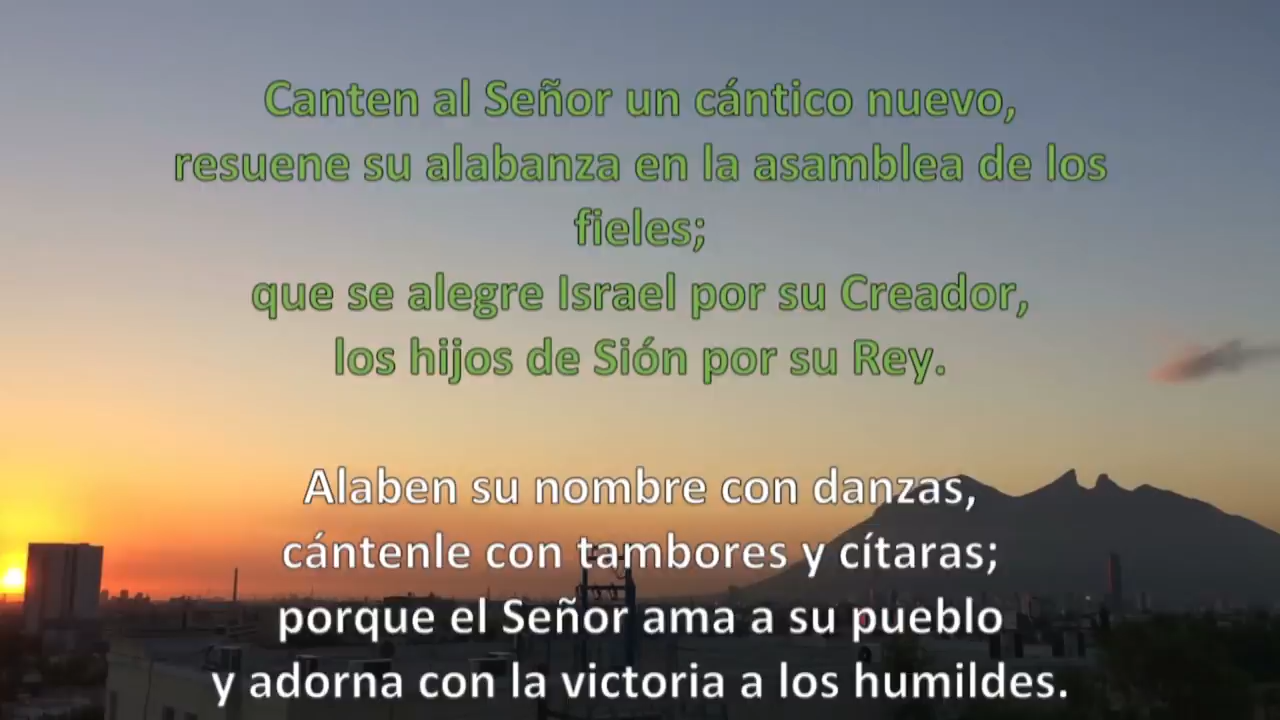 Canten al Señor un cántico nuevo,
resuene su alabanza en la asamblea de los
fieles;
que se alegre Israel por su Creador,
los hijos de Sión por su Rey.
Alaben su nombre con danzas,
cántenle con tambores y cítaras;
porque el Señor ama a su pueblo
y adorna con la victoria a los humildes.